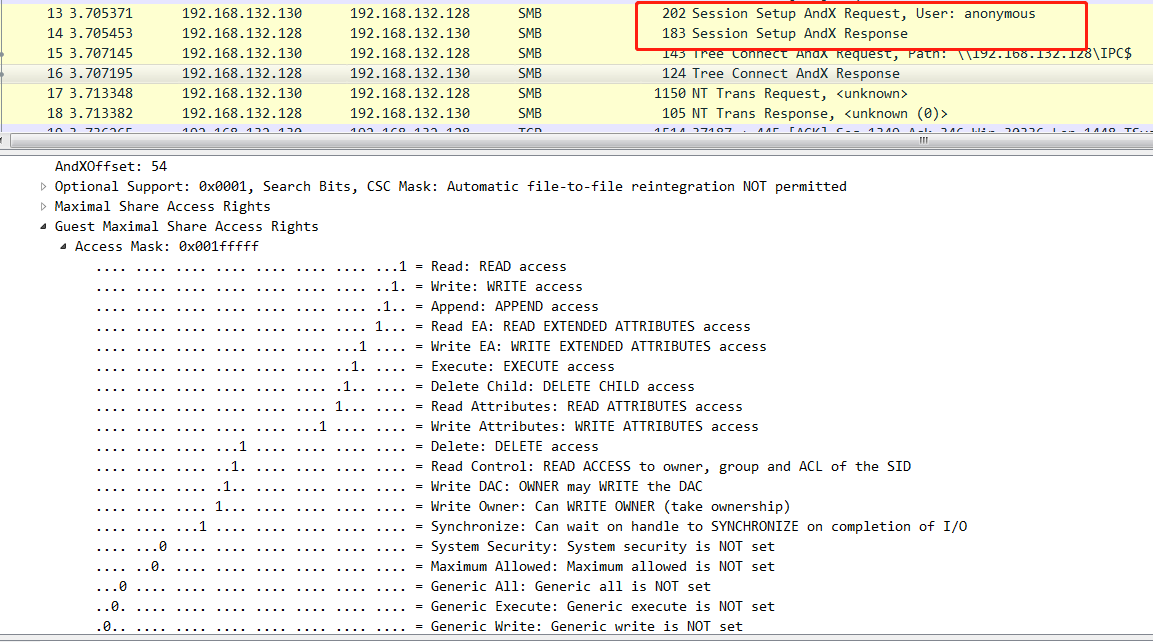 13 3.705371 192.168.132.130 192.168.132.128 SMB 202 Session Setup AndX Request, User: anonymous
14 3.705453 192.168.132.128 192.168.132.130 SMB 183 Session Setup AndX Response
15 3.707145 192.168.132.130 192.168.132.128 SMB 143 Tree Connect AndX Request, Path: \\192.168.132.128\IPC$
16 3.707195 192.168.132.128 192.168.132.130 SMB 124 Tree Connect AndX Response
17 3.713348 192.168.132.130 192.168.132.128 SMB 1150 NT Trans Request, <unknown>
18 3.713382 192.168.132.128 192.168.132.130 SMB 105 NT Trans Response, <unknown (0)>
AndXOffset: 54
Optional Support: 0x0001, Search Bits, CSC Mask: Automatic file-to-file reintegration NOT permitted
Maximal Share Access Rights
Guest Maximal Share Access Rights
Access Mask: 0x001fffff
.... .... .... .... .... .... .... ...1 = Read: READ access
.... .... .... .... .... .... .... ..1. = Write: WRITE access
.... .... .... .... .... .... .... .1.. = Append: APPEND access
.... .... .... .... .... .... .... 1... = Read EA: READ EXTENDED ATTRIBUTES access
.... .... .... .... .... .... ...1 .... = Write EA: WRITE EXTENDED ATTRIBUTES access
.... .... .... .... .... .... ..1. .... = Execute: EXECUTE access
.... .... .... .... .... .... .1.. .... = Delete Child: DELETE CHILD access
.... .... .... .... .... .... 1... .... = Read Attributes: READ ATTRIBUTES access
.... .... .... .... .... ...1 .... .... = Write Attributes: WRITE ATTRIBUTES access
.... .... .... ...1 .... .... .... .... = Delete: DELETE access
.... .... .... ..1. .... .... .... .... = Read Control: READ ACCESS to owner, group and ACL of the SID
.... .... .... .1.. .... .... .... .... = Write DAC: OWNER may WRITE the DAC
.... .... .... 1... .... .... .... .... = Write Owner: Can WRITE OWNER (take ownership)
.... .... ...1 .... .... .... .... .... = Synchronize: Can wait on handle to SYNCHRONIZE on completion of I/O
.... ...0 .... .... .... .... .... .... = System Security: System security is NOT set
.... ..0. .... .... .... .... .... .... = Maximum Allowed: Maximum allowed is NOT set
...0 .... .... .... .... .... .... .... = Generic All: Generic all is NOT set
..0. .... .... .... .... .... .... .... = Generic Execute: Generic execute is NOT set
.0.. .... .... .... .... .... .... .... = Generic Write: Generic write is NOT set